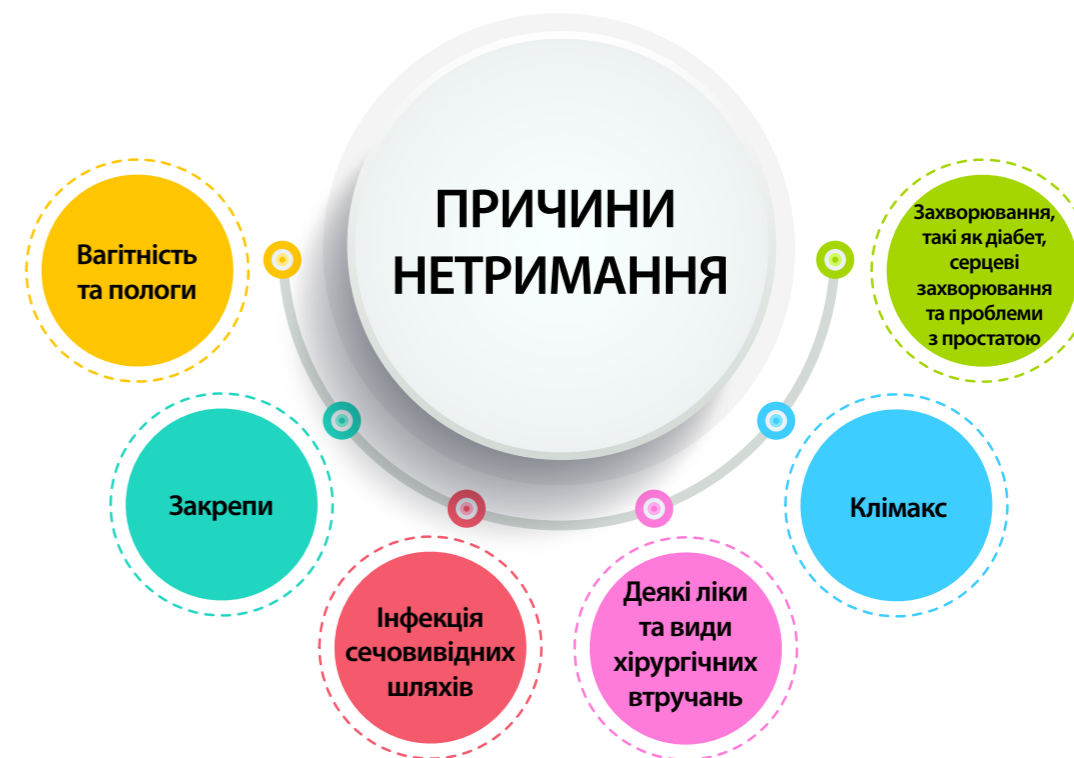 ПРИЧИНИ
НЕТРИМАННЯ
Вагітність
та пологи
Закрепи
Інфекція
сечовивідних
шляхів
Деякі ліки
та види
хірургічних
втручань
Клімакс
Захворювання,
такі як діабет,
серцеві
захворювання
та проблеми
з простатою